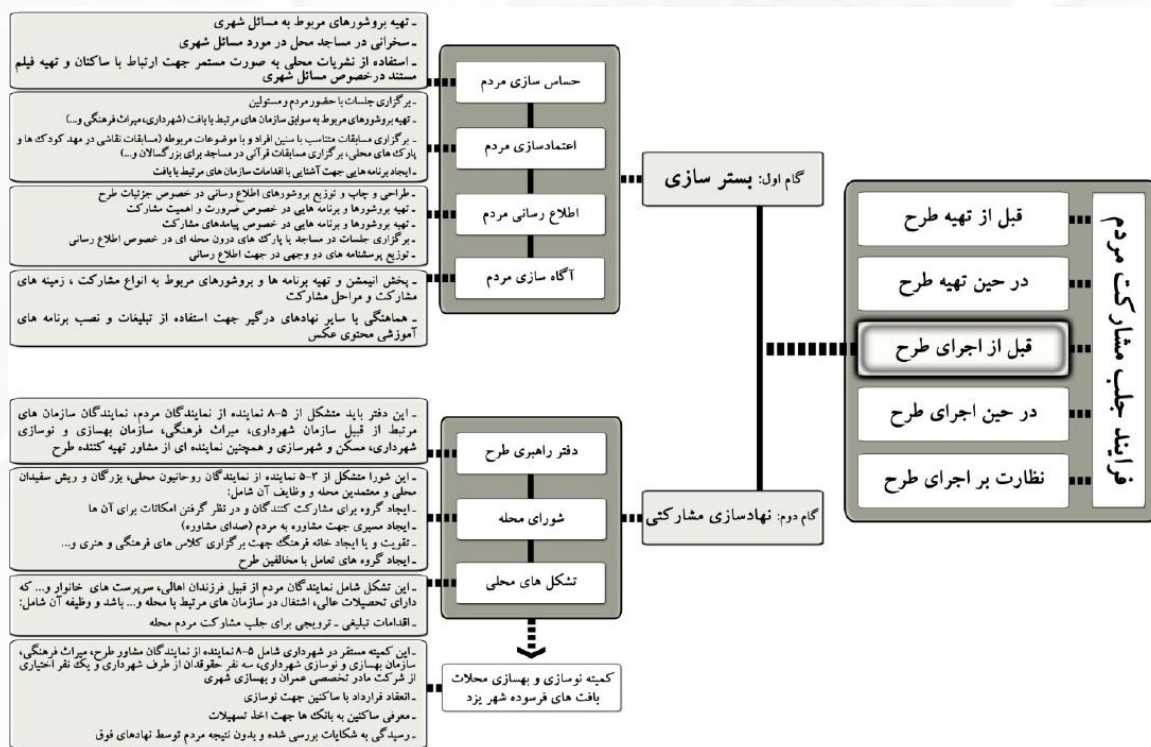 فرایند جلب مشارکت مردم
قبل از تهیه طرح
در حین تهیه طرح
قبل از اجرای طرح
در حین اجرای طرح
نظارت بر اجرای طرح
گام اول: بستر سازی
حساس سازی مردم
اعتمادسازی مردم
اطلاع رسانی مردم
آگاه سازی مردم
ـ تهیه بروشورهای مربوط به مسائل شهری
ـ سخرانی در مساجد محل در مورد مسائل شهری
ـ استفاده از نشریات محلی به صورت مستمر جهت ارتباط با ساکنان و تهیه فیلم
مستند درخصوص مسائل شهری
ـ برگزاری جلسات با حضور مردم و مسئولین
ـ تهیه بروشورهای مربوط به سوابق سازمان های مرتبط با بافت (شهرداری، میراث فرهنگی و...)
ـ برگزاری مسابقات متناسب با سنین افراد و با موضوعات مربوطه (مسابقات نقاشی در مهد کودک ها و
پارک های محلی، برگزاری مسابقات قرآنی در مساجد برای بزرگسالان و...)
ـ ایجاد برنامه هایی جهت آشنایی با اقدامات سازمان های مرتبط با بافت
ـ طراحی و چاپ و توزیع بروشورهای اطلاع رسانی در خصوص جزئیات طرح
ـ تهیه بروشورها و برنامه هایی در خصوص ضرورت و اهمیت مشارکت
ـ تهیه بروشورها و برنامه هایی در خصوص پیامدهای مشارکت
ـ برگزاری جلسات در مساجد یا پارک های درون محله ای در خصوص اطلاع رسانی
ـ توزیع پرسشنامه های دو وجهی در جهت اطلاع رسانی
ـ پخش انیمشن و تهیه برنامه ها و بروشورهای مربوط به انواع مشارکت ، زمینه های
مشارکت و مراحل مشارکت
ـ هماهنگی با سایر نهادهای درگیر جهت استفاده از تبلیغات و نصب برنامه های
آموزشی محتوی عکس
گام دوم: نهادسازی مشارکتی
دفتر راهبری طرح
شورای محله
تشکل های محلی
ـ این دفتر باید متشکل از ۵-۸ نماینده از نمایندگان مردم، نمایندگان سازمان های
مرتبط از قبیل سازمان شهرداری، میراث فرهنگی، سازمان بهسازی و نوسازی
شهرداری، مسکن و شهرسازی و همچنین نماینده ای از مشاور تهیه کننده طرح
ـ این شورا متشکل از ۳-۵ نماینده از نمایندگان روحانیون محلی، بزرگان و ریش سفیدان
محلی و معتمدین محله و وظایف آن شامل:
ـ ایجاد گروه برای مشارکت کنندگان و در نظر گرفتن امکانات برای آن ها
ـ ایجاد مسیری جهت مشاوره به مردم (صدای مشاوره)
ـ تقویت و یا ایجاد خانه فرهنگ جهت برگزاری کلاس های فرهنگی و هنری و...
ـ ایجاد گروه های تعامل با مخالفین طرح
ـ این تشکل شامل نمایندگان مردم از قبیل فرزندان اهالی، سرپرست های خانوار و... که
دارای تحصیلات عالی، اشتغال در سازمان های مرتبط با محله و... باشد و وظیفه آن شامل:
ـ اقدامات تبلیغی ـ ترویجی برای جلب مشارکت مردم محله
کمیته نوسازی و بهسازی محلات
بافت های فرسوده شهر یزد
ـ این کمیته مستقر در شهرداری شامل ۵-۸ نماینده از نمایندگان مشاور طرح، میراث فرهنگی،
سازمان بهسازی و نوسازی شهرداری، سه نفر حقوقدان از طرف شهرداری و یک نفر اختیاری
از شرکت مادر تخصصی عمران و بهسازی شهری
ـ انعقاد قرارداد با ساکنین جهت نوسازی
ـ معرفی ساکنین به بانک ها جهت اخذ تسهیلات
ـ رسیدگی به شکایات بررسی شده و بدون نتیجه مردم توسط نهادهای فوق